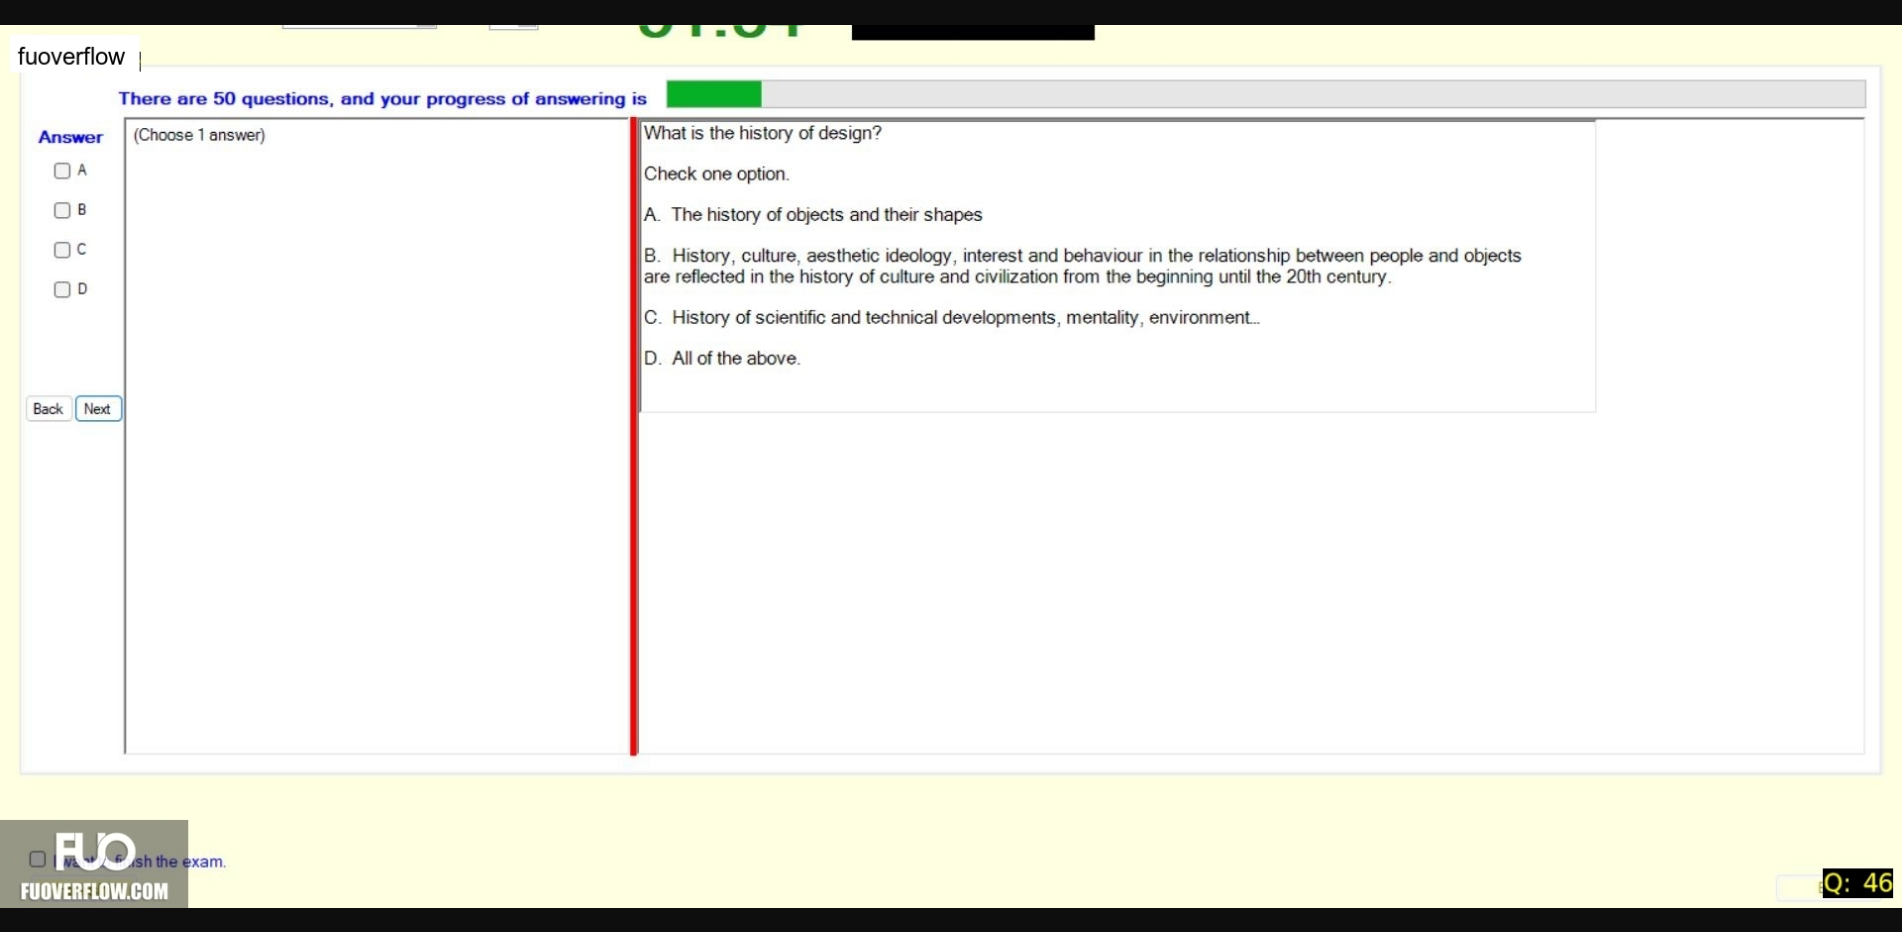 fuoverflow
There are 50 questions, and your progress of answering is
Answer
(Choose 1 answer)
A
B
C
D
Back
Next
What is the history of design?
Check one option.
A. The history of objects and their shapes
B. History, culture, aesthetic ideology, interest and behaviour in the relationship between people and objects
are reflected in the history of culture and civilization from the beginning until the 20th century.
C. History of scientific and technical developments, mentality, environment...
D. All of the above.
FUO
finish the exam.
FUOVERFLOW.COM
Q: 46